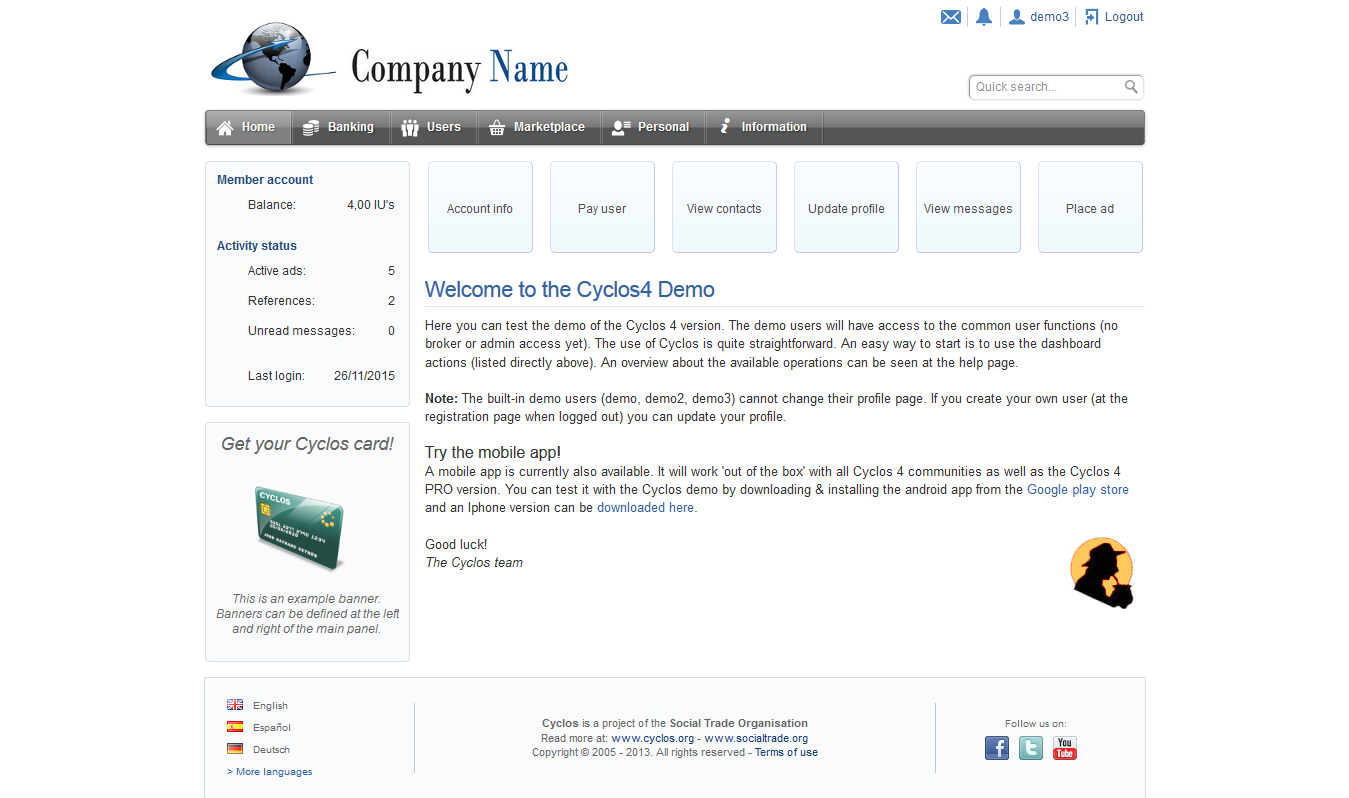 demo3
Logout
Company Name
Quick search...
Home
Banking
Users
Marketplace
Personal
Information
Member account
Balance: 4,00 IU's
Activity status
Active ads: 5
References: 2
Unread messages: 0
Last login: 26/11/2015
Account info
Pay user
View contacts
Update profile
View messages
Place ad
Welcome to the Cyclos4 Demo
Here you can test the demo of the Cyclos 4 version. The demo users will have access to the common user functions (no
broker or admin access yet). The use of Cyclos is quite straightforward. An easy way to start is to use the dashboard
actions (listed directly above). An overview about the available operations can be seen at the help page.
Note: The built-in demo users (demo, demo2, demo3) cannot change their profile page. If you create your own user (at the
registration page when logged out) you can update your profile.
Try the mobile app!
A mobile app is currently also available. It will work 'out of the box' with all Cyclos 4 communities as well as the Cyclos 4
PRO version. You can test it with the Cyclos demo by downloading & installing the android app from the Google play store
and an Iphone version can be downloaded here.
Good luck!
The Cyclos team
Get your Cyclos card!
CYCLOS
This is an example banner.
Banners can be defined at the left
and right of the main panel.
English
Español
Deutsch
> More languages
Cyclos is a project of the Social Trade Organisation
Read more at: www.cyclos.org - www.socialtrade.org
Copyright © 2005 - 2013. All rights reserved - Terms of use
Follow us on:
You
Tube